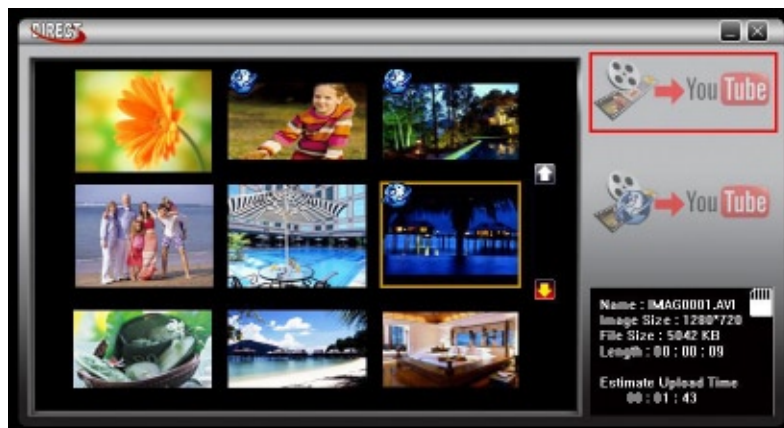 DIRECT
You Tube
You Tube
Name : IMAG0001.AVI
Image Size : 1280*720
File Size : 5042 KB
Length : 00 : 00 : 09
Estimate Upload Time
00 : 01 : 43